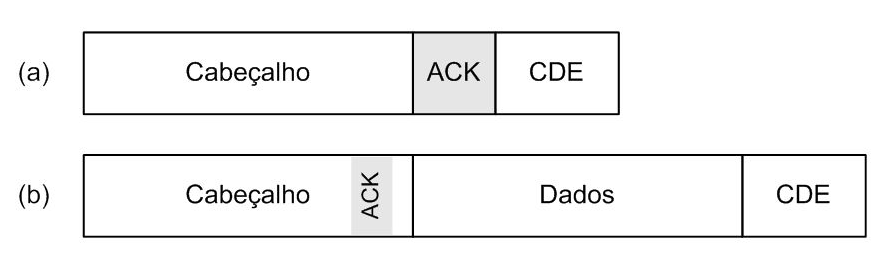 (a) Cabeçalho ACK CDE
(b) Cabeçalho ACK Dados CDE